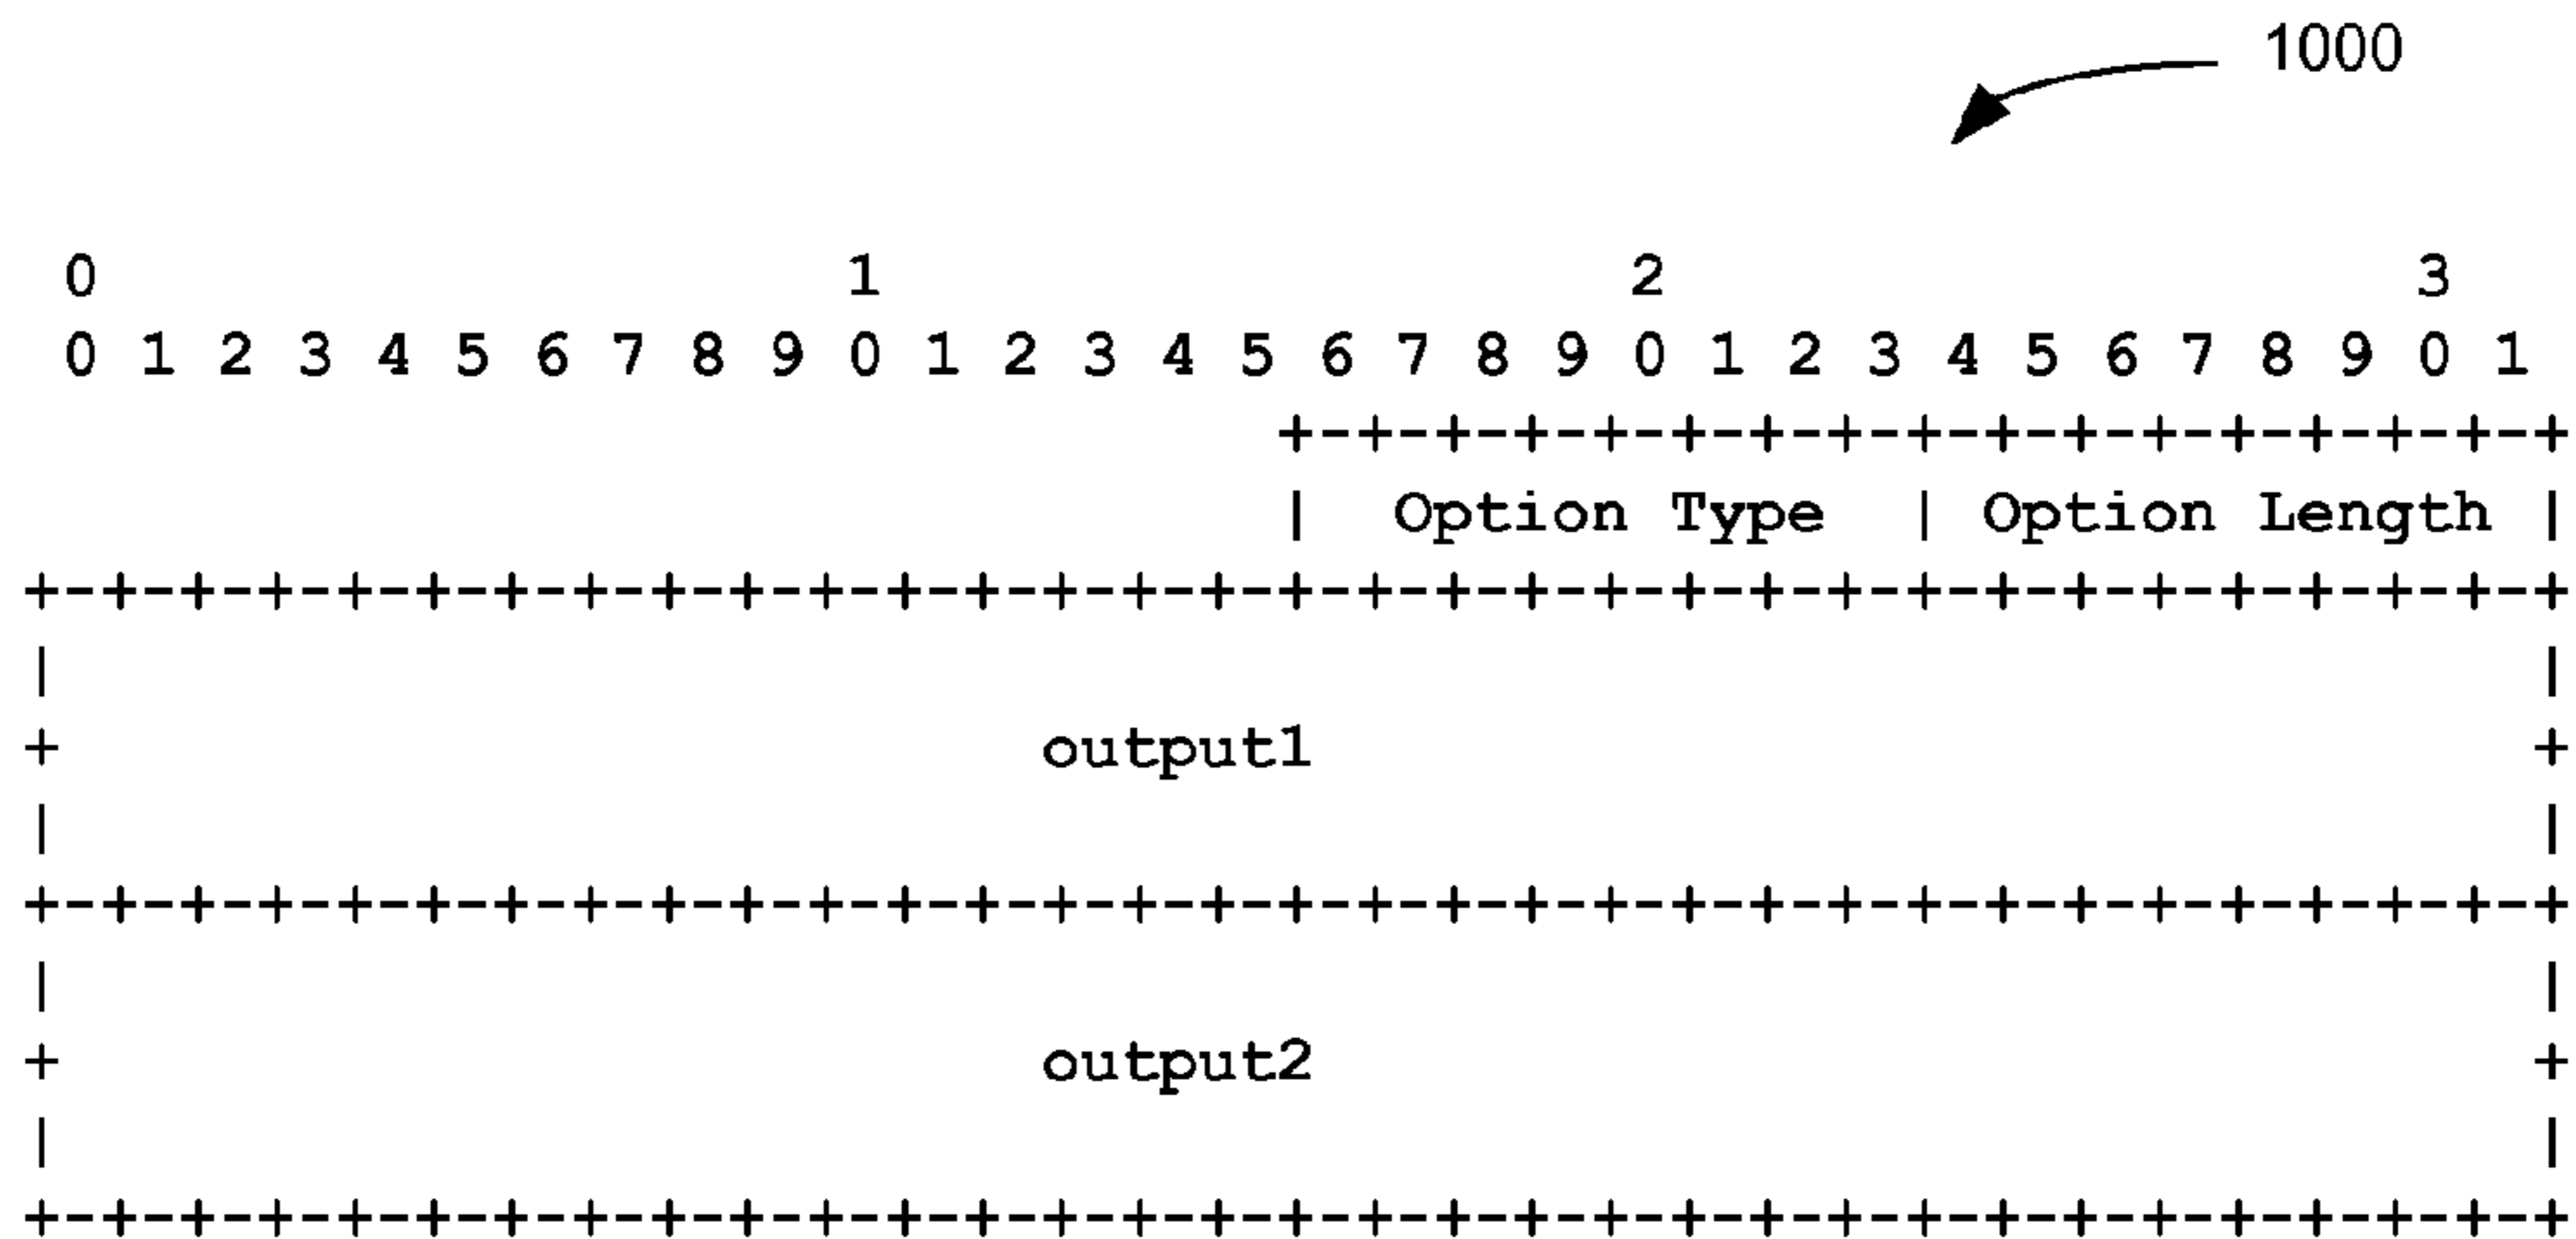 1000
0                   1                   2                   3
0 1 2 3 4 5 6 7 8 9 0 1 2 3 4 5 6 7 8 9 0 1 2 3 4 5 6 7 8 9 0 1
+-+-+-+-+-+-+-+-+-+-+-+-+-+-+-+-+
|  Option Type  | Option Length |
+-+-+-+-+-+-+-+-+-+-+-+-+-+-+-+-+-+-+-+-+-+-+-+-+-+-+-+-+-+-+-+-+
|                                                               |
+                         output1                               +
|                                                               |
+-+-+-+-+-+-+-+-+-+-+-+-+-+-+-+-+-+-+-+-+-+-+-+-+-+-+-+-+-+-+-+-+
|                                                               |
+                         output2                               +
|                                                               |
+-+-+-+-+-+-+-+-+-+-+-+-+-+-+-+-+-+-+-+-+-+-+-+-+-+-+-+-+-+-+-+-+